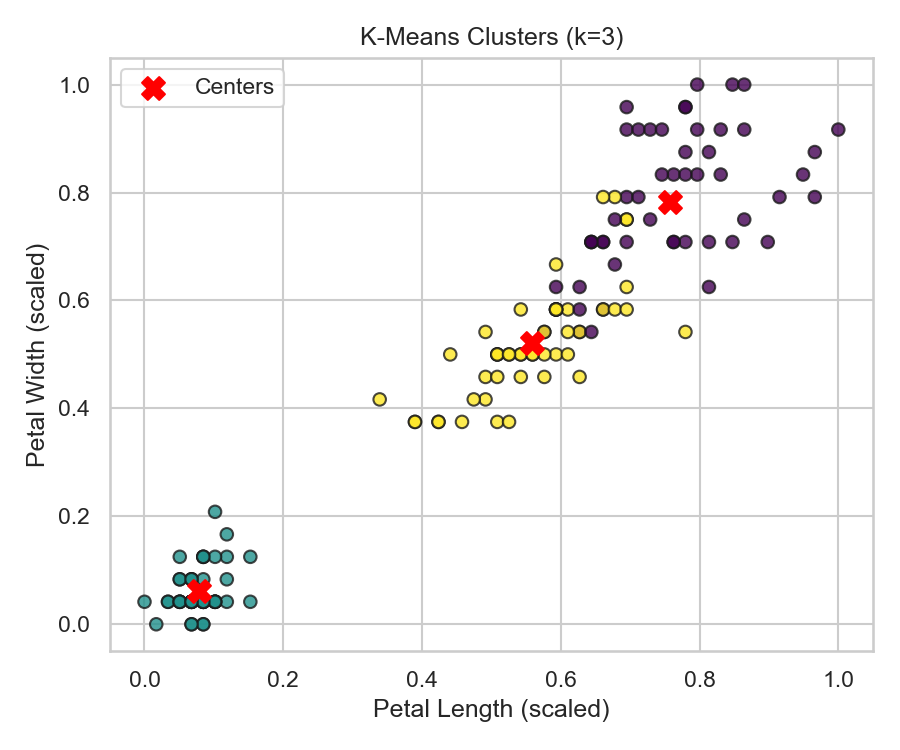 K-Means Clusters (k=3)
Centers
Petal Width (scaled)
1.0
0.8
0.6
0.4
0.2
0.0
0.0 0.2 0.4 0.6 0.8 1.0
Petal Length (scaled)